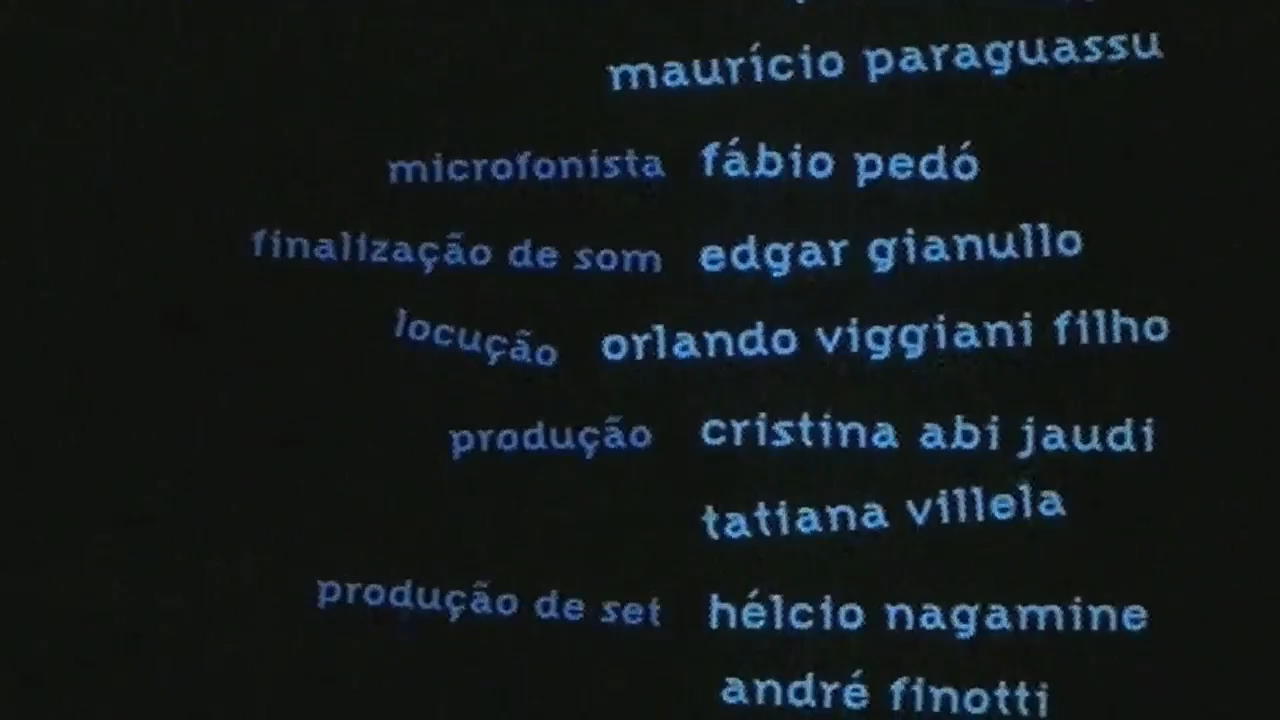 maurício paraguassu
microfonista fábio pedó
finalização de som edgar gianullo
locução orlando viggiani filho
produção cristina abi jaudi
tatiana villela
produção de set hélcio nagamine
andré finotti